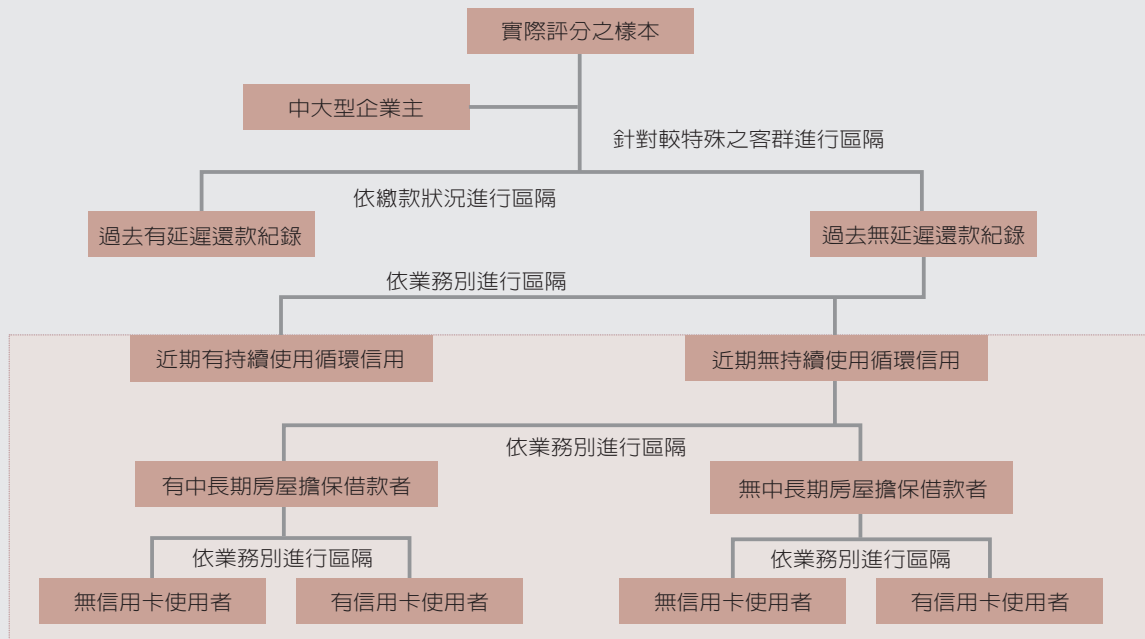 實際評分之樣本
中大型企業主
針對較特殊之客群進行區隔
依繳款狀況進行區隔
過去有延遲還款紀錄
過去無延遲還款紀錄
依業務別進行區隔
近期有持續使用循環信用
近期無持續使用循環信用
依業務別進行區隔
有中長期房屋擔保借款者
無中長期房屋擔保借款者
依業務別進行區隔
依業務別進行區隔
無信用卡使用者
有信用卡使用者
無信用卡使用者
有信用卡使用者